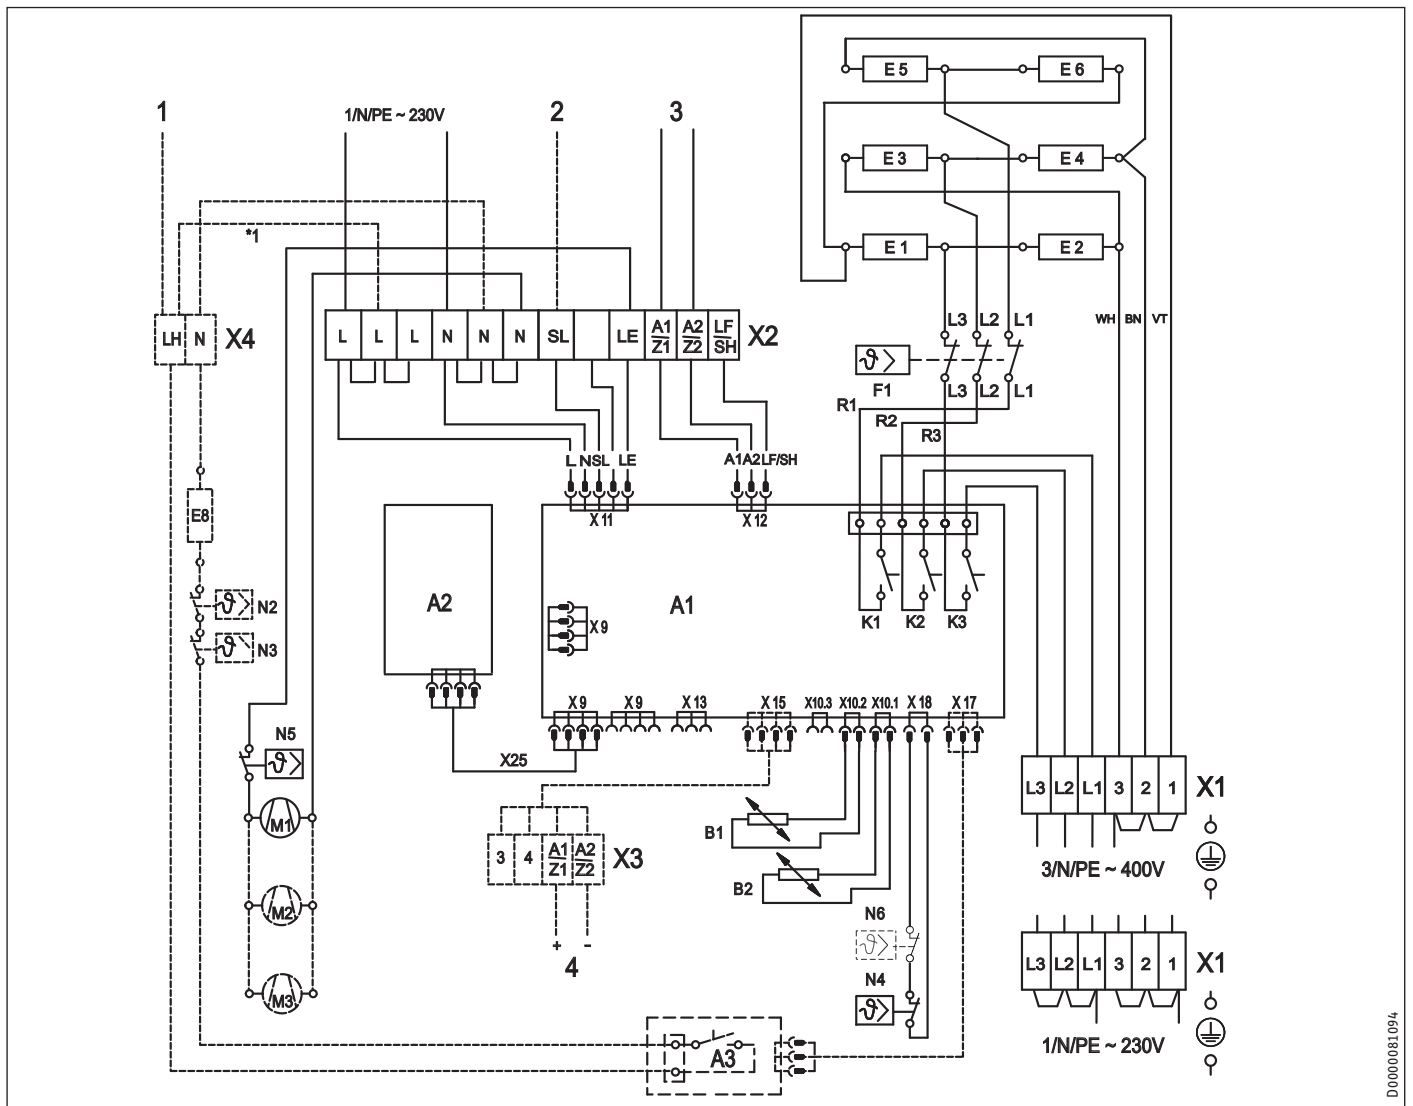 E 5
E 6
1
1/N/PE ~ 230V
2
3
E 3
E 4
*1
E 1
E 2
L3
L2
L1
WH
BN
VT
LH
N
X4
L
L
L
N
N
N
SL
LE
A1
Z1
A2
Z2
LF
SH
X2
F1
L3
L2
L1
R1
R2
R3
L
N
SL
LE
A1
A2
LF/SH
X 11
X 12
E8
A2
A1
N2
N3
X 9
K1
K2
K3
X 9
X 9
X 13
X 15
X10.3
X10.2
X10.1
X 18
X 17
N5
X25
L3
L2
L1
3
2
1
X1
M1
B1
3
4
A1
Z1
A2
Z2
X3
3/N/PE ~ 400V
B2
M2
N6
+
-
4
N4
L3
L2
L1
3
2
1
X1
M3
1/N/PE ~ 230V
A3
D0000081094